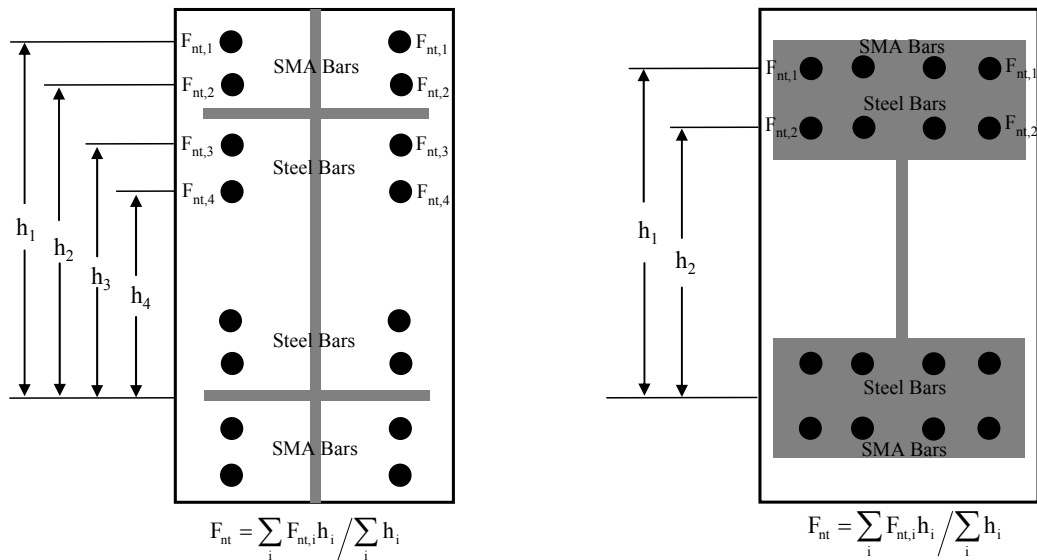 F_nt,1 F_nt,1
SMA Bars
F_nt,2 F_nt,2
F_nt,3 F_nt,3
Steel Bars
F_nt,4 F_nt,4
h_1
h_2
h_3
h_4
Steel Bars
SMA Bars
F_nt = ∑_i F_nt,i h_i / ∑_i h_i
SMA Bars
F_nt,1 F_nt,1
Steel Bars
F_nt,2 F_nt,2
h_1
h_2
Steel Bars
SMA Bars
F_nt = ∑_i F_nt,i h_i / ∑_i h_i